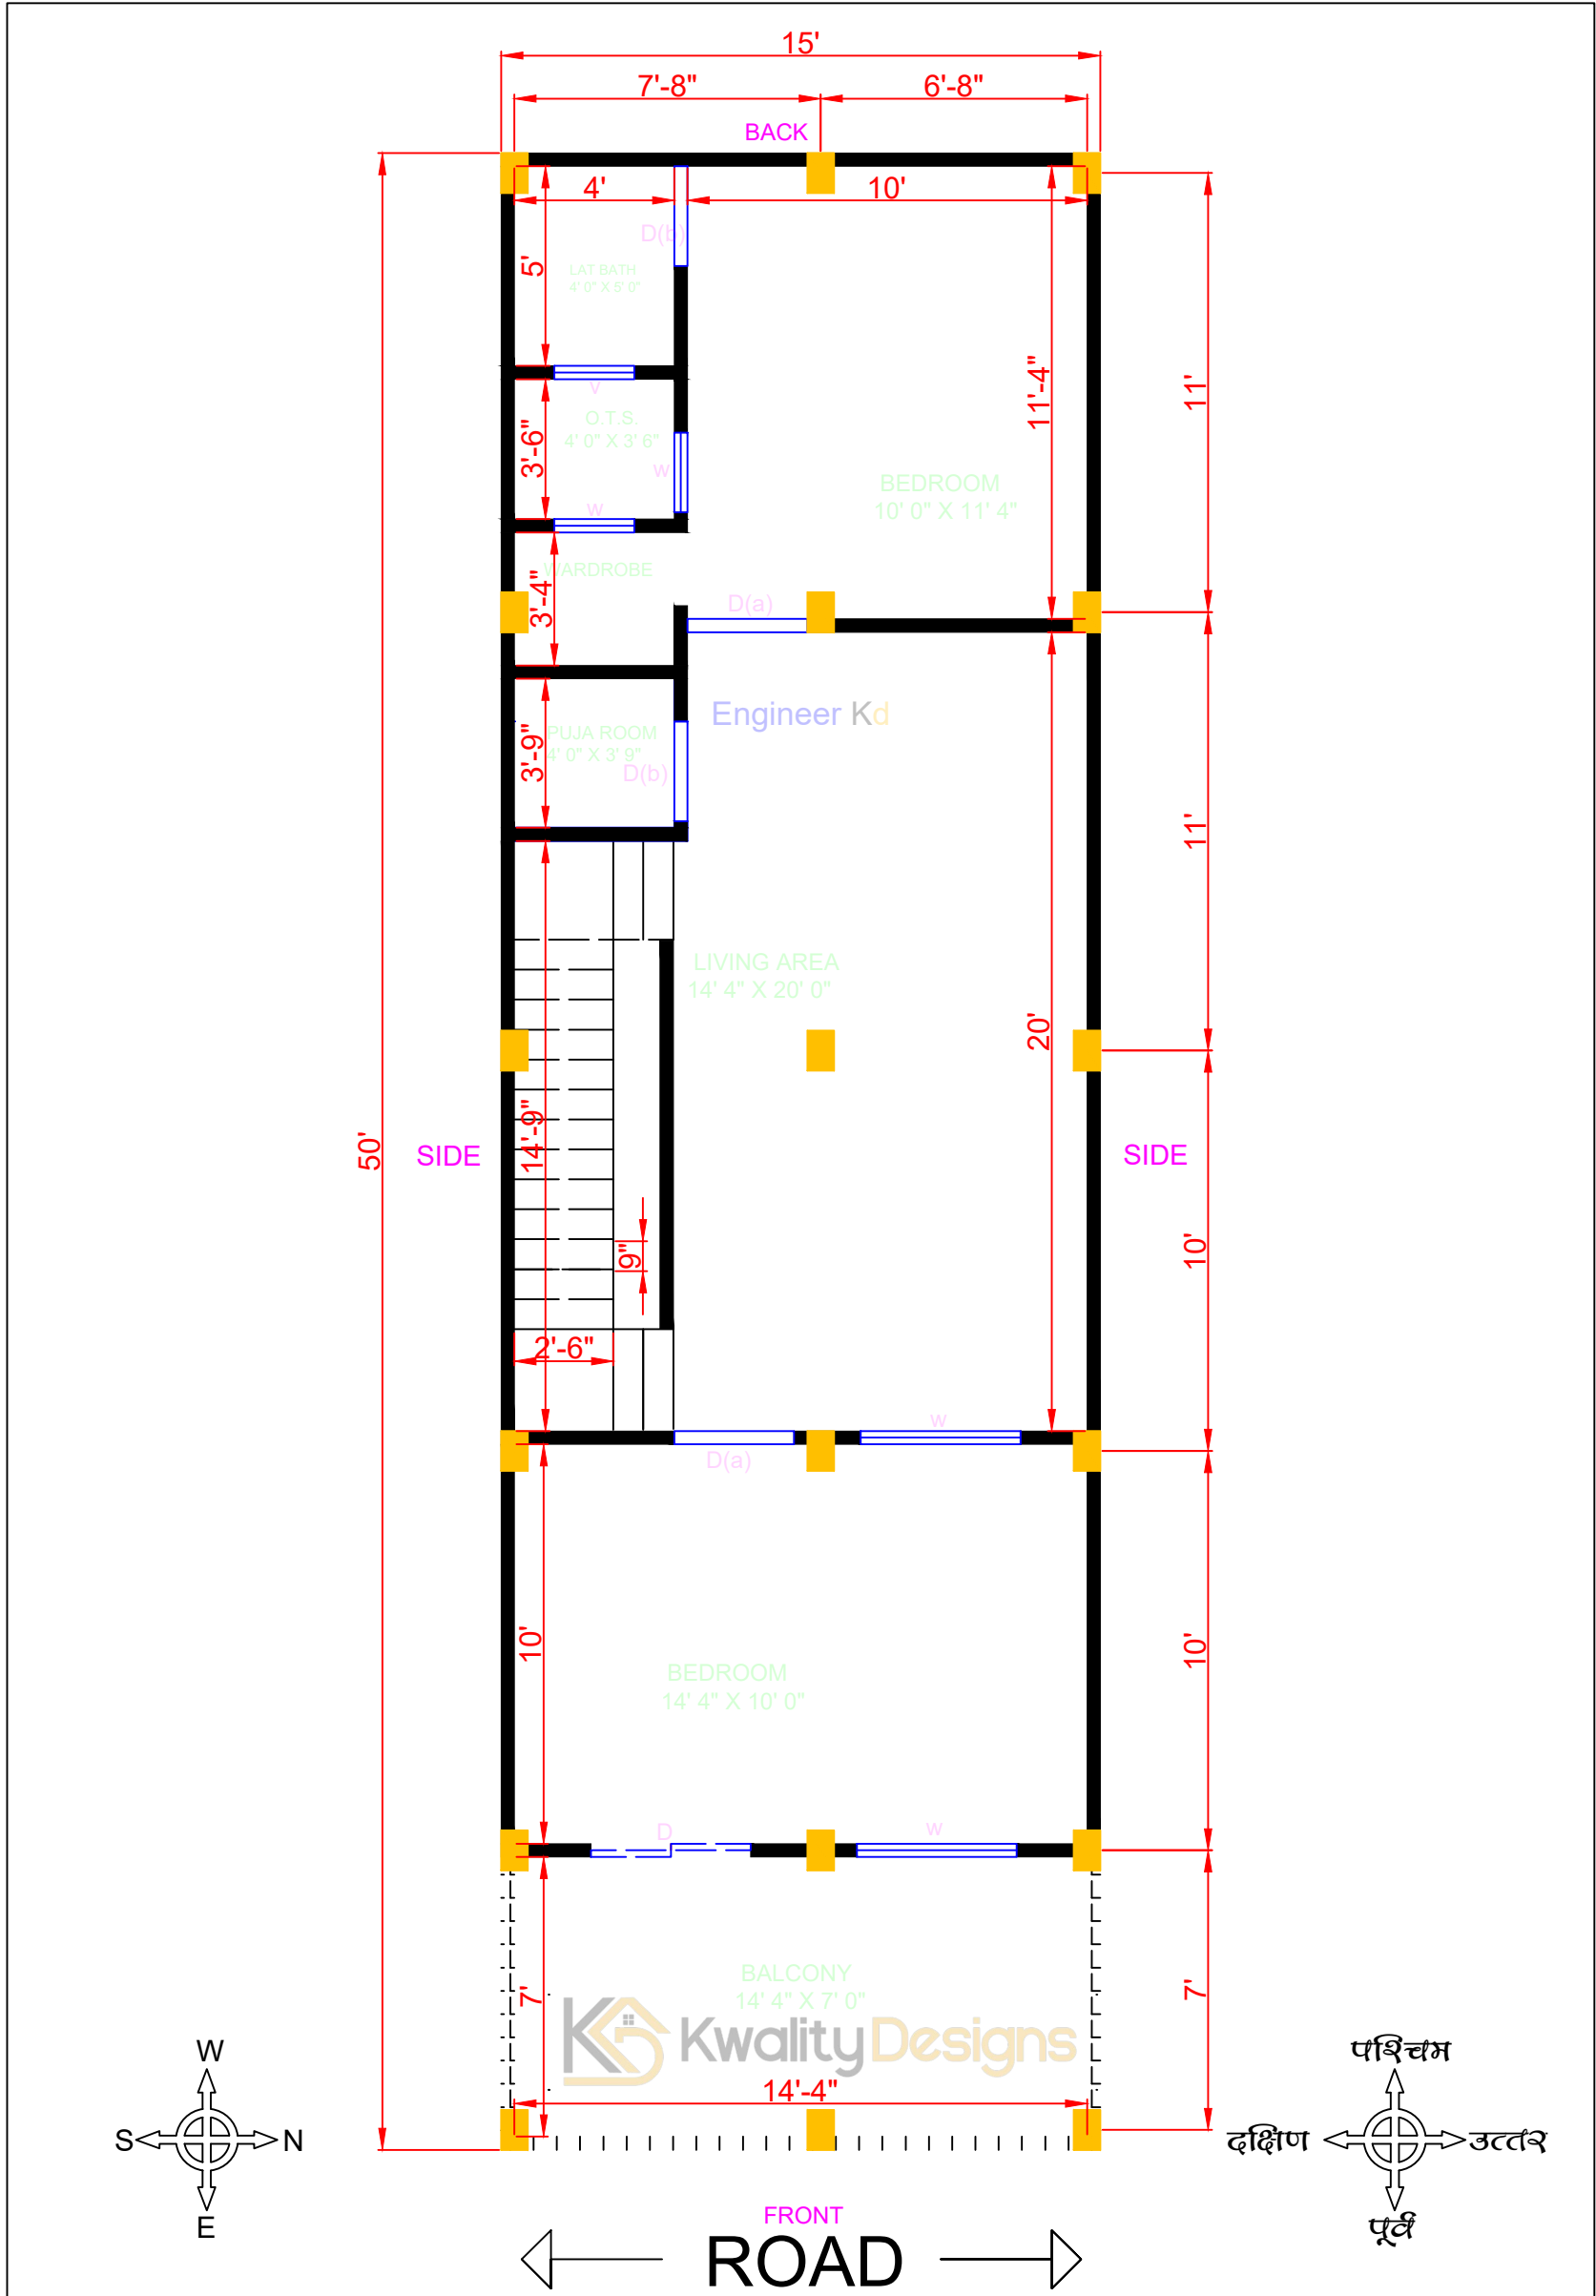 15'
7'-8"
6'-8"
BACK
4'
10'
D(b)
5'
LAT BATH
4' 0" X 5' 0"
11'-4"
11'
V
O.T.S.
4' 0" X 3' 6"
3'-6"
W
W
BEDROOM
10' 0" X 11' 4"
WARDROBE
3'-4"
D(a)
Engineer Kd
PUJA ROOM
4' 0" X 3' 9"
3'-9"
D(b)
11'
LIVING AREA
14' 4" X 20' 0"
20'
50'
SIDE
14'-9"
SIDE
9"
10'
2'-6"
W
D(a)
10'
10'
BEDROOM
14' 4" X 10' 0"
D
W
BALCONY
14' 4" X 7' 0"
7'
7'
Kwality Designs
14'-4"
W
S
N
E
पश्चिम
दक्षिण
उत्तर
पूर्व
FRONT
ROAD